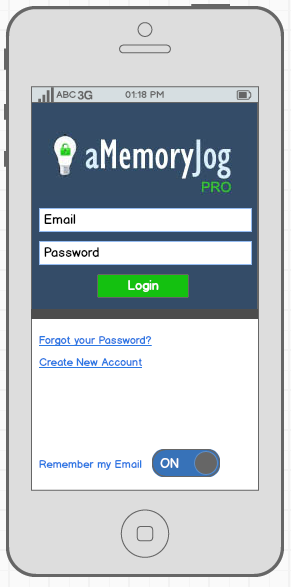 ABC 3G 01:18 PM
aMemoryJog
PRO
Email
Password
Login
Forgot your Password?
Create New Account
Remember my Email ON